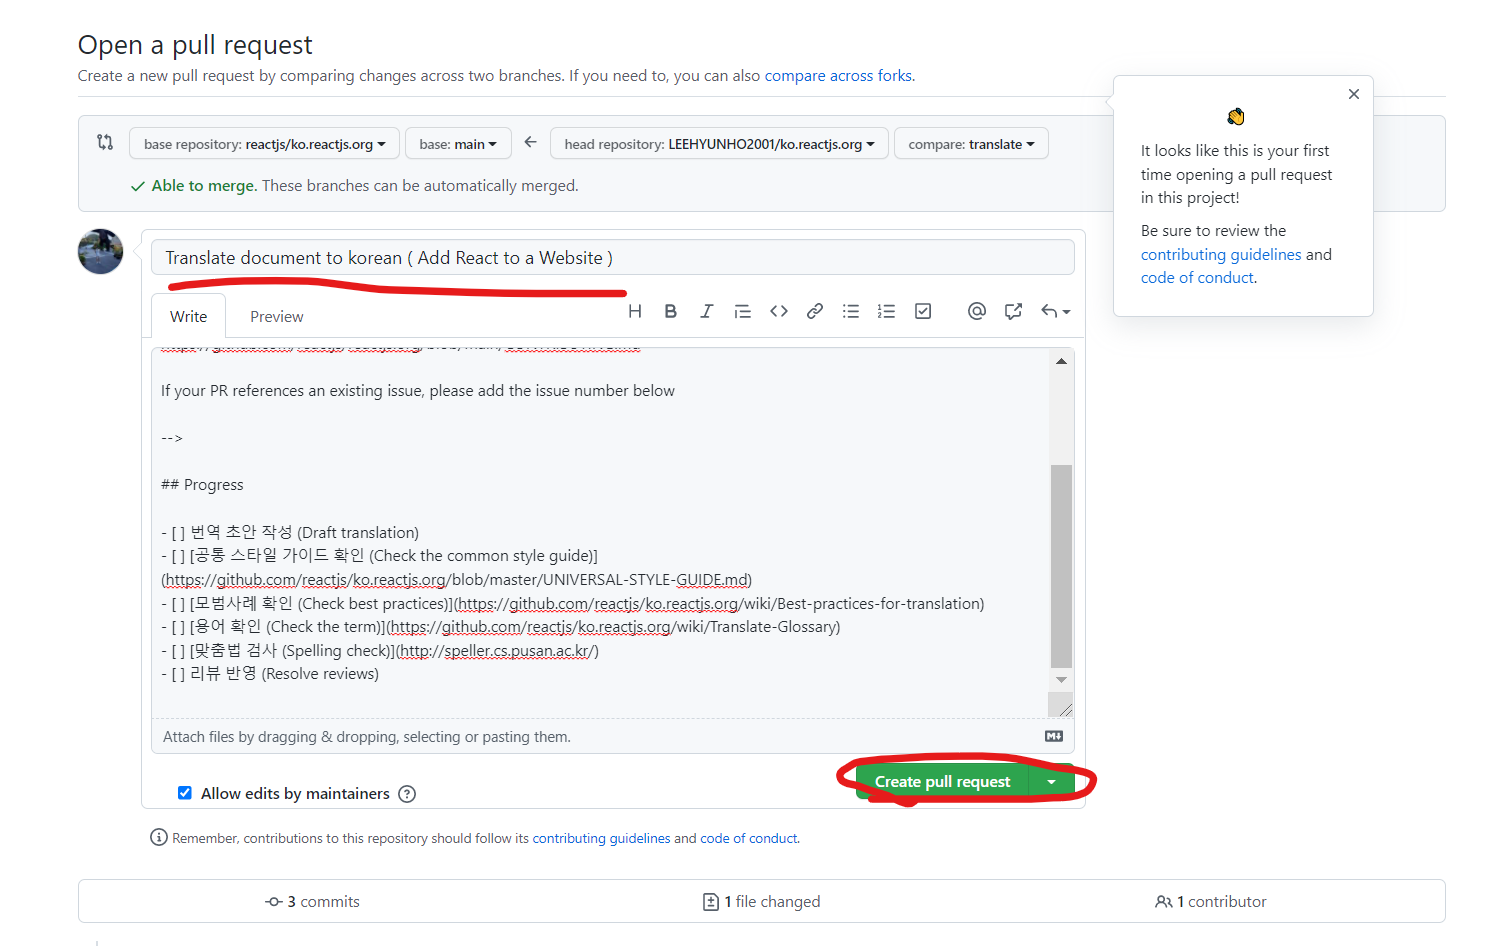 Open a pull request
Create a new pull request by comparing changes across two branches. If you need to, you can also compare across forks.
base repository: reactjs/ko.reactjs.org
base: main
head repository: LEEHYUNHO2001/ko.reactjs.org
compare: translate
Able to merge. These branches can be automatically merged.
It looks like this is your first
time opening a pull request
in this project!
Be sure to review the
contributing guidelines and
code of conduct.
Translate document to korean ( Add React to a Website )
Write
Preview
If your PR references an existing issue, please add the issue number below
-->
## Progress
- [ ] 번역 초안 작성 (Draft translation)
- [ ] [공통 스타일 가이드 확인 (Check the common style guide)]
(https://github.com/reactjs/ko.reactjs.org/blob/master/UNIVERSAL-STYLE-GUIDE.md)
- [ ] [모범사례 확인 (Check best practices)](https://github.com/reactjs/ko.reactjs.org/wiki/Best-practices-for-translation)
- [ ] [용어 확인 (Check the term)](https://github.com/reactjs/ko.reactjs.org/wiki/Translate-Glossary)
- [ ] [맞춤법 검사 (Spelling check)](http://speller.cs.pusan.ac.kr/)
- [ ] 리뷰 반영 (Resolve reviews)
Attach files by dragging & dropping, selecting or pasting them.
Create pull request
Allow edits by maintainers
Remember, contributions to this repository should follow its contributing guidelines and code of conduct.
3 commits
1 file changed
1 contributor